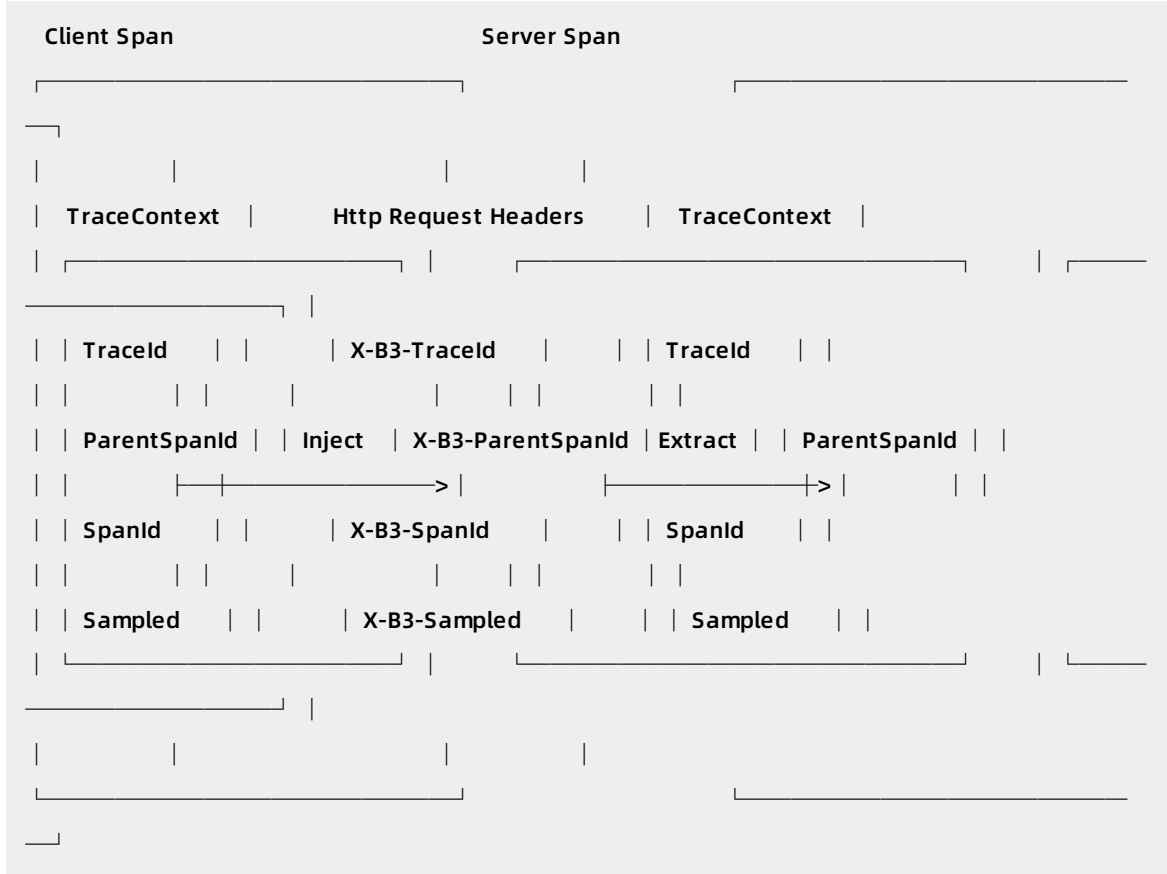 Client Span Server Span
┌──────────────────┐ ┌─────────────────
─┐
│ │ │ │
│ TraceContext │ Http Request Headers │ TraceContext │
│ ┌──────────────┐ │ ┌───────────────────┐ │ ┌───
───────────┐ │
│ │ TraceId │ │ │ X-B3-TraceId │ │ │ TraceId │ │
│ │ │ │ │ │ │ │ │ │
│ │ ParentSpanId │ │ Inject │ X-B3-ParentSpanId │Extract │ │ ParentSpanId │ │
│ │ ├─┼─────────>│ ├────────┼>│ │ │
│ │ SpanId │ │ │ X-B3-SpanId │ │ │ SpanId │ │
│ │ │ │ │ │ │ │ │ │
│ │ Sampled │ │ │ X-B3-Sampled │ │ │ Sampled │ │
│ └──────────────┘ │ └───────────────────┘ │ └───
───────────┘ │
│ │ │ │
└──────────────────┘ └─────────────────
─┘